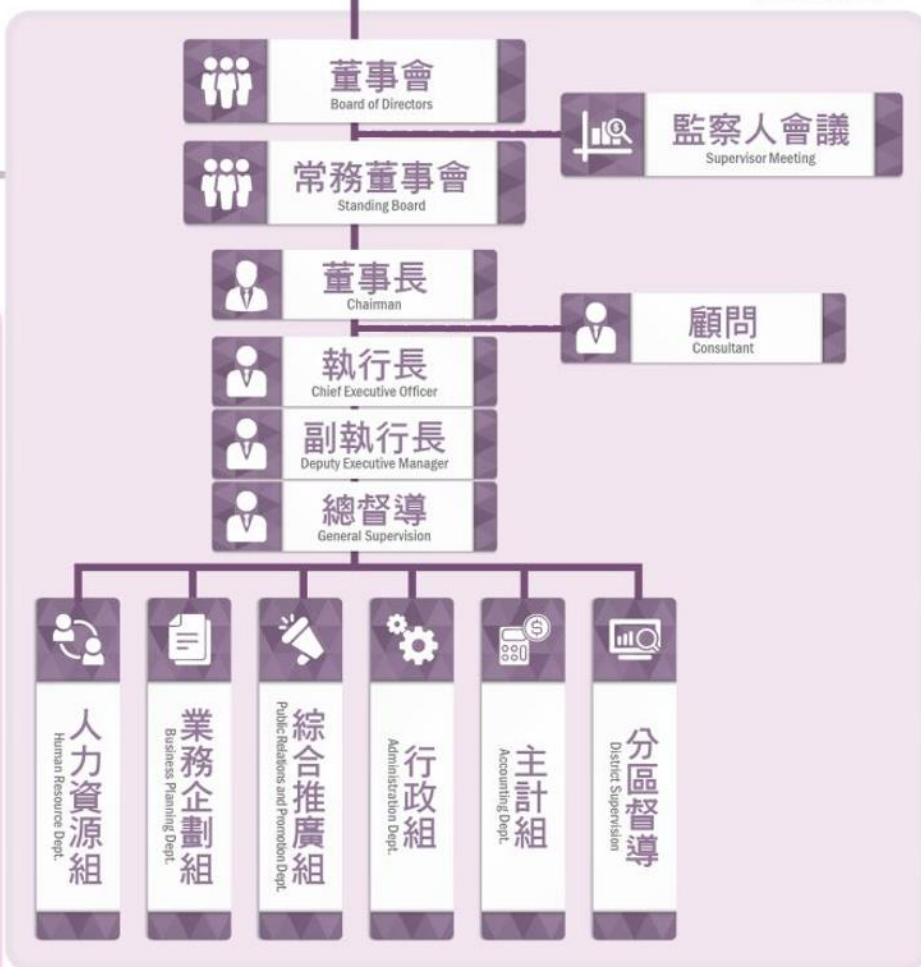 董事會
Board of Directors
監察人會議
Supervisor Meeting
常務董事會
Standing Board
董事長
Chairman
顧問
Consultant
執行長
Chief Executive Officer
副執行長
Deputy Executive Manager
總督導
General Supervision
人力資源組
Human Resource Dept.
業務企劃組
Business Planning Dept.
綜合推廣組
Public Relations and Promotion Dept.
行政組
Administration Dept.
主計組
Accounting Dept.
分區督導
District Supervision